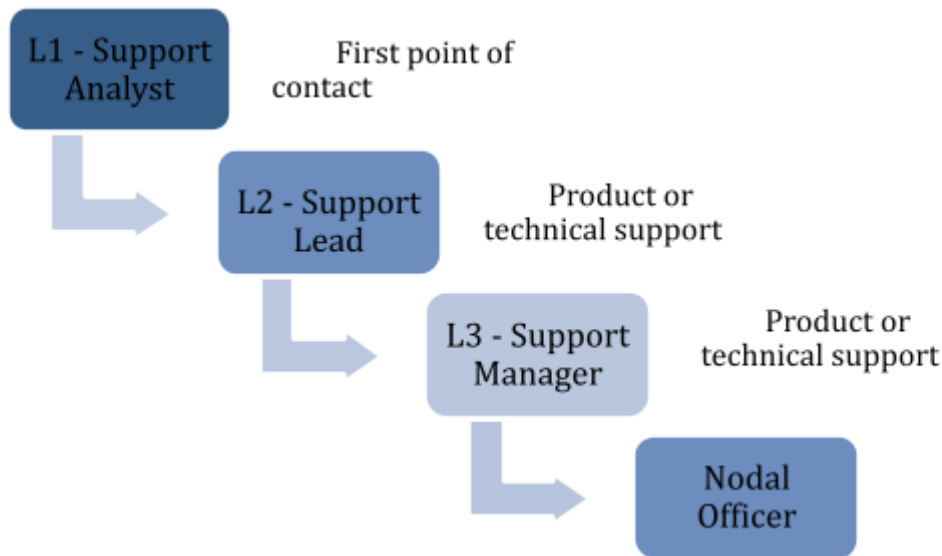 L1 - Support
Analyst
First point of
contact
L2 - Support
Lead
Product or
technical support
L3 - Support
Manager
Product or
technical support
Nodal
Officer